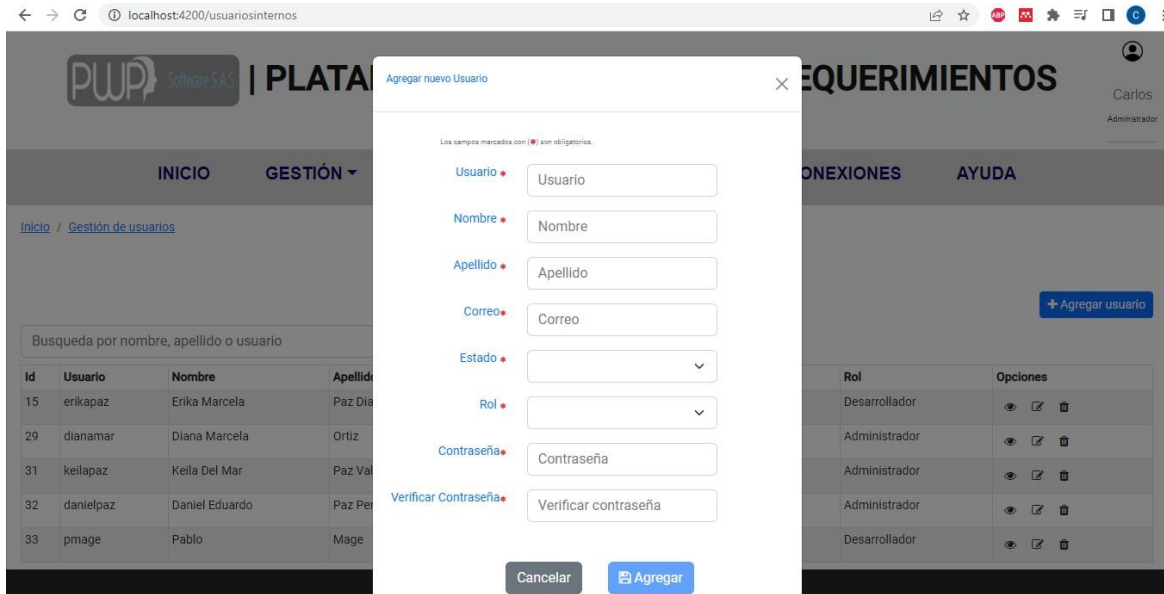 localhost:4200/usuariosinternos
ABP
C
PWP Software S.A.S | PLATA
EQUERIMIENTOS
Carlos
Administrador
INICIO GESTIÓN ONEXIONES AYUDA
Inicio / Gestión de usuarios
+ Agregar usuario
Busqueda por nombre, apellido o usuario
Id Usuario Nombre Apellido Rol Opciones
15 erikapaz Erika Marcela Paz Dia Desarrollador
29 dianamar Diana Marcela Ortiz Administrador
31 keilapaz Keila Del Mar Paz Val Administrador
32 danielpaz Daniel Eduardo Paz Per Administrador
33 pmage Pablo Mage Desarrollador
Agregar nuevo Usuario ×
Los campos marcados con (*) son obligatorios.
Usuario * Usuario
Nombre * Nombre
Apellido * Apellido
Correo* Correo
Estado *
Rol *
Contraseña* Contraseña
Verificar Contraseña* Verificar contraseña
Cancelar Agregar